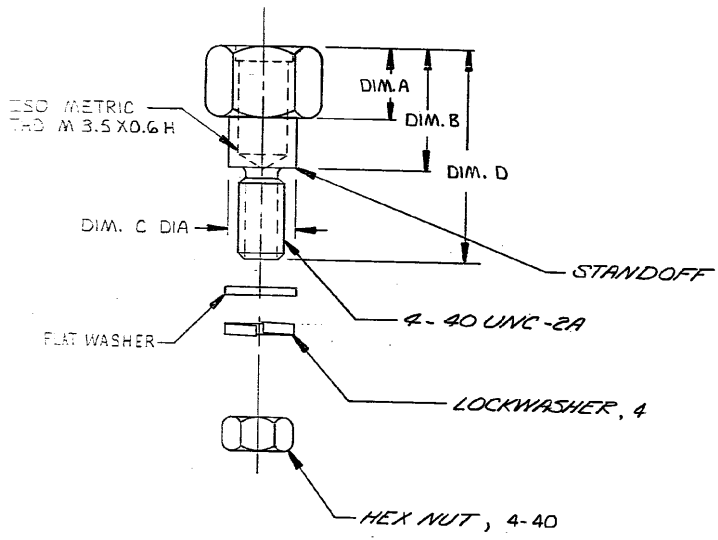 DIM. A
DIM. B
ISO METRIC
THD M 3.5 X 0.6 H
DIM. D
DIM. C DIA
STANDOFF
4-40 UNC-2A
FLAT WASHER
LOCKWASHER, 4
HEX NUT, 4-40